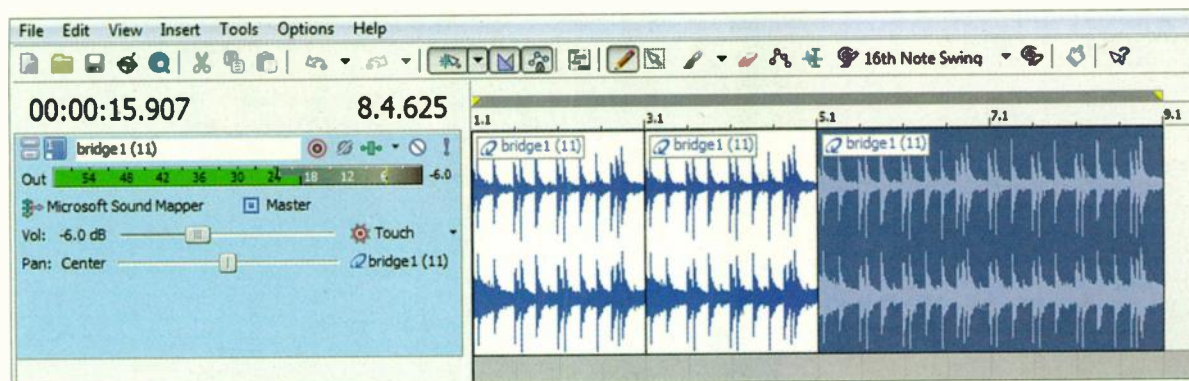 File Edit View Insert Tools Options Help
16th Note Swing
00:00:15.907 8.4.625
1.1 3.1 5.1 7.1 9.1
bridge1 (11)
bridge1 (11) bridge1 (11) bridge1 (11)
Out 54 48 42 36 30 24 18 12 6 -6.0
Microsoft Sound Mapper Master
Vol: -6.0 dB Touch
Pan: Center bridge1 (11)